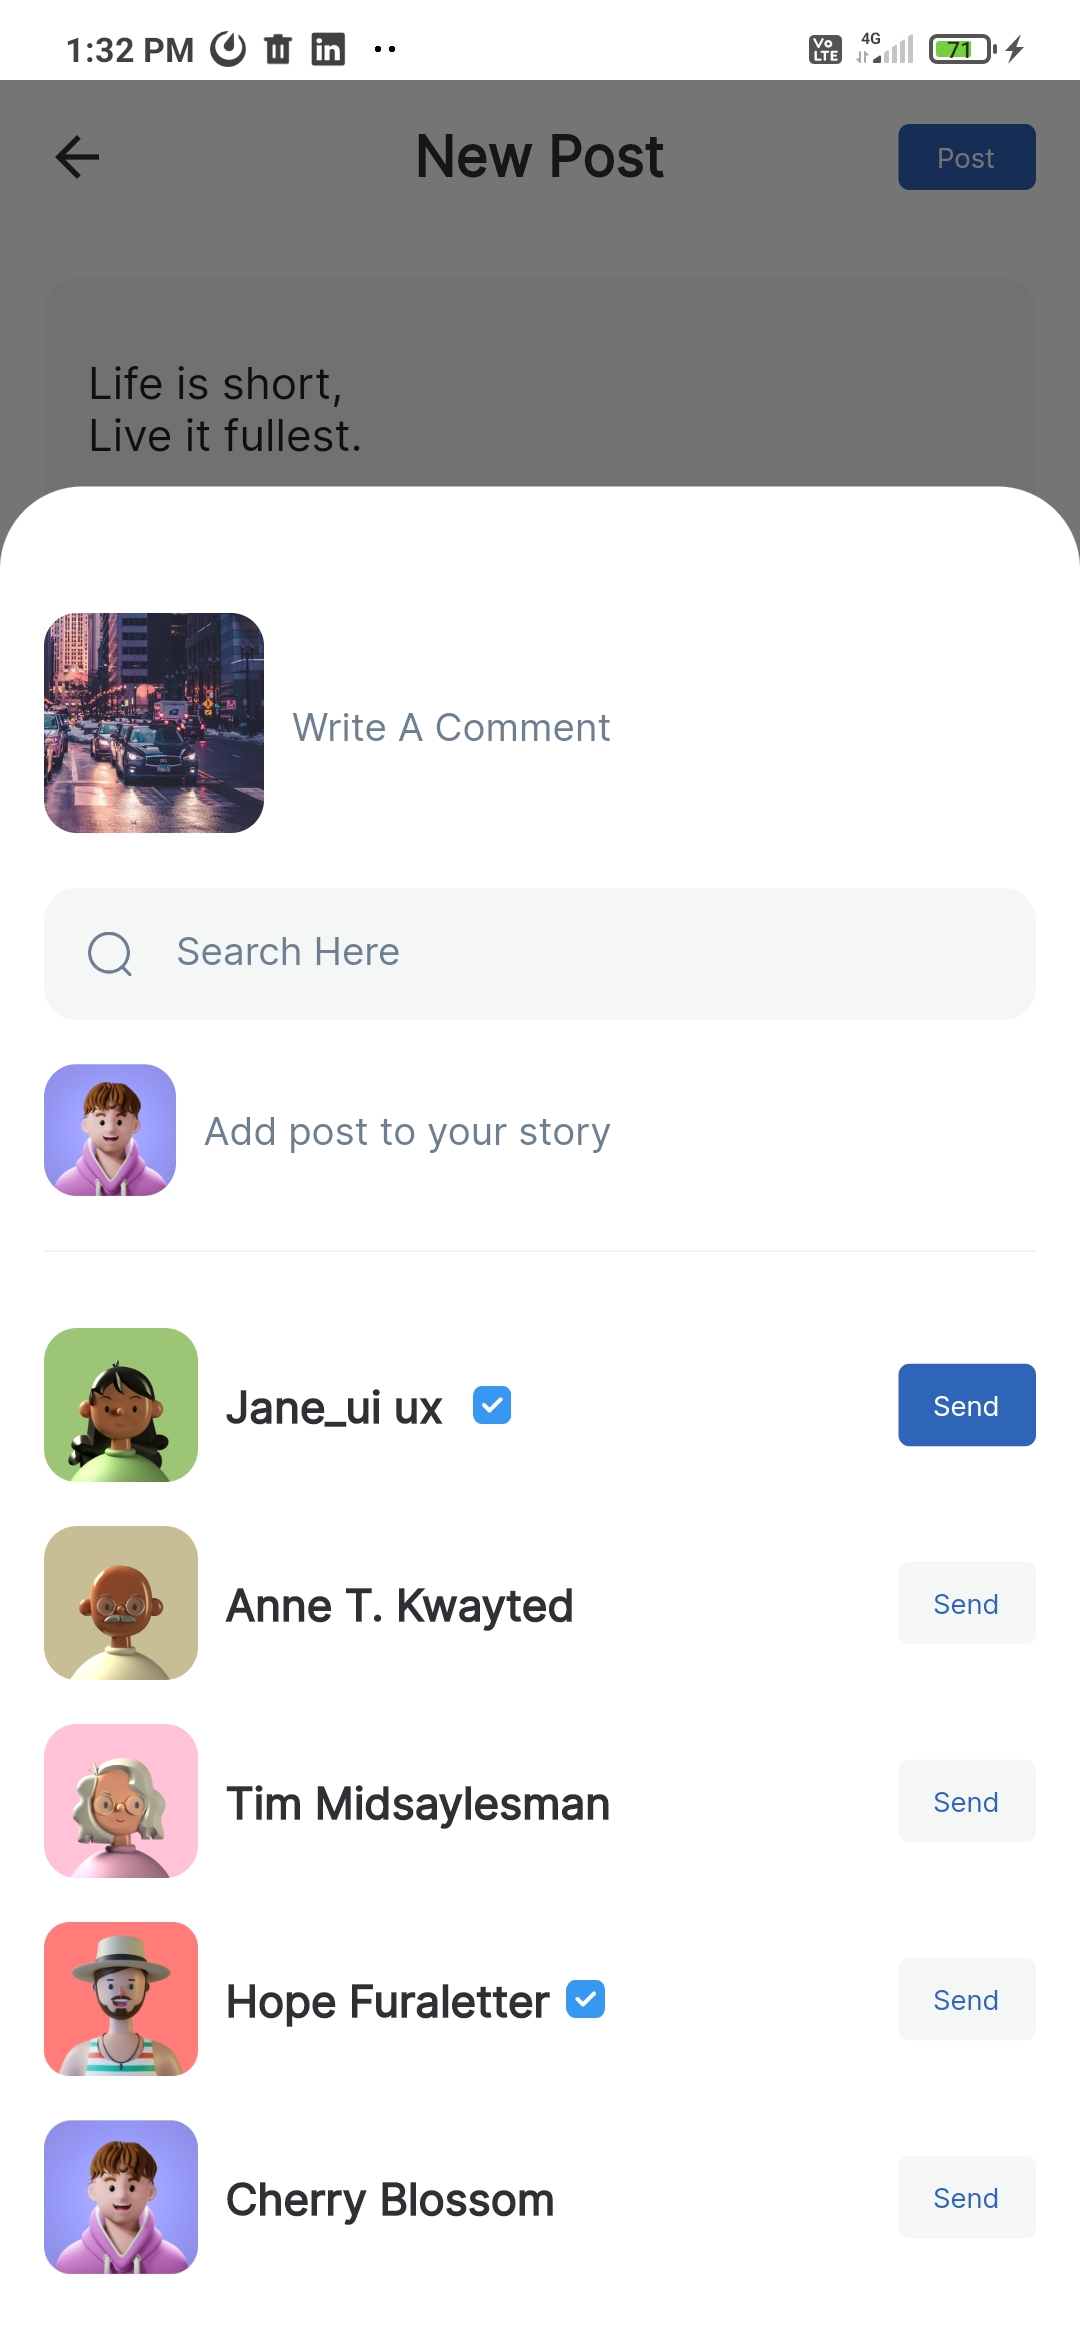 1:32 PM
Vo LTE 4G 71
New Post
Post
Life is short,
Live it fullest.
Write A Comment
Search Here
Add post to your story
Jane_ui ux
Send
Anne T. Kwayted
Send
Tim Midsaylesman
Send
Hope Furaletter
Send
Cherry Blossom
Send